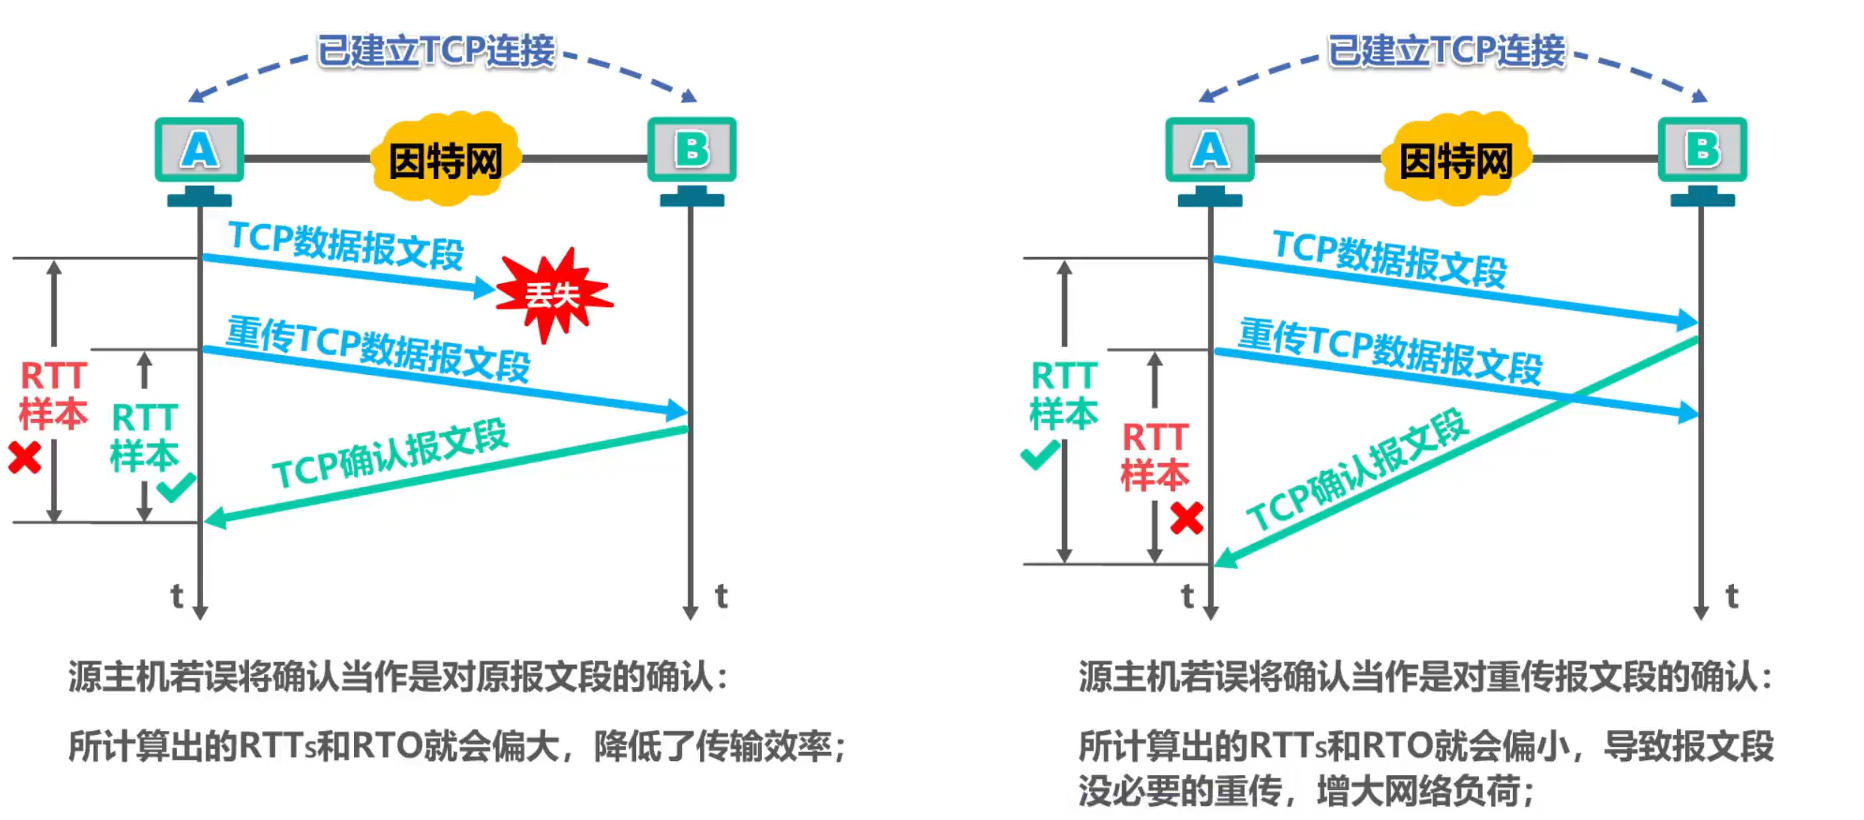 已建立TCP连接
A
因特网
B
TCP数据报文段
丢失
重传TCP数据报文段
RTT
样本
RTT
样本
TCP确认报文段
t
t
源主机若误将确认当作是对原报文段的确认：
所计算出的RTTs和RTO就会偏大，降低了传输效率；
已建立TCP连接
A
因特网
B
TCP数据报文段
重传TCP数据报文段
RTT
样本
RTT
样本
TCP确认报文段
t
t
源主机若误将确认当作是对重传报文段的确认：
所计算出的RTTs和RTO就会偏小，导致报文段
没必要的重传，增大网络负荷；